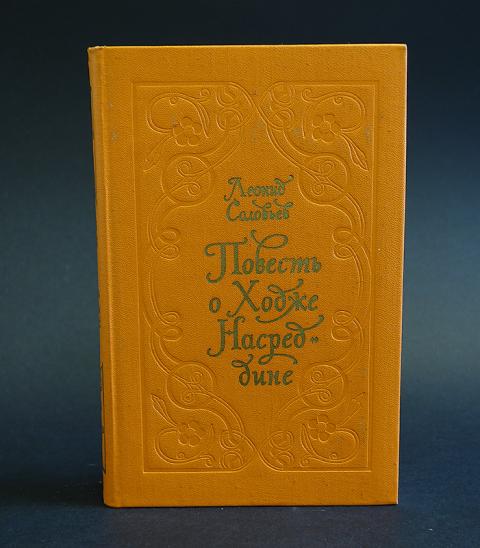 Леонид
Соловьев
Повесть
о Ходже
Насред-
дине